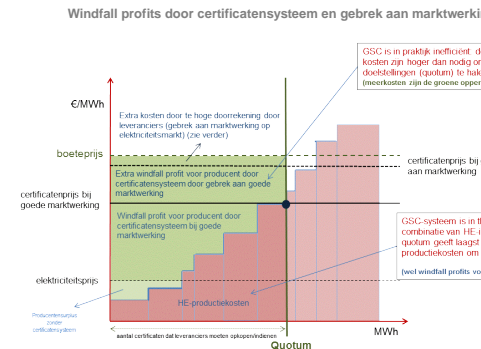 Windfall profits door certificatensysteem en gebrek aan marktwerki
GSC is in praktijk inefficiënt: d
kosten zijn hoger dan nodig o
doelstellingen (quotum) te hal
(meerkosten zijn de groene opper
€/MWh
Extra kosten door te hoge doorrekening door
leveranciers (gebrek aan marktwerking op
elektriciteitsmarkt) (zie verder)
boeteprijs
certificatenprijs bij
aan marktwerking
Extra windfall profit voor producent door
certificatensysteem door gebrek aan goede
marktwerking
certificatenprijs bij
goede marktwerking
Windfall profit voor producent door
certificatensysteem bij goede
marktwerking
GSC-systeem is in th
combinatie van HE-i
quotum geeft laagst
productiekosten om
(wel windfall profits vo
elektriciteitsprijs
HE-productiekosten
Producentensurplus
zonder
certificatensysteem
aantal certificaten dat leveranciers moeten opkopen/indienen
MWh
Quotum